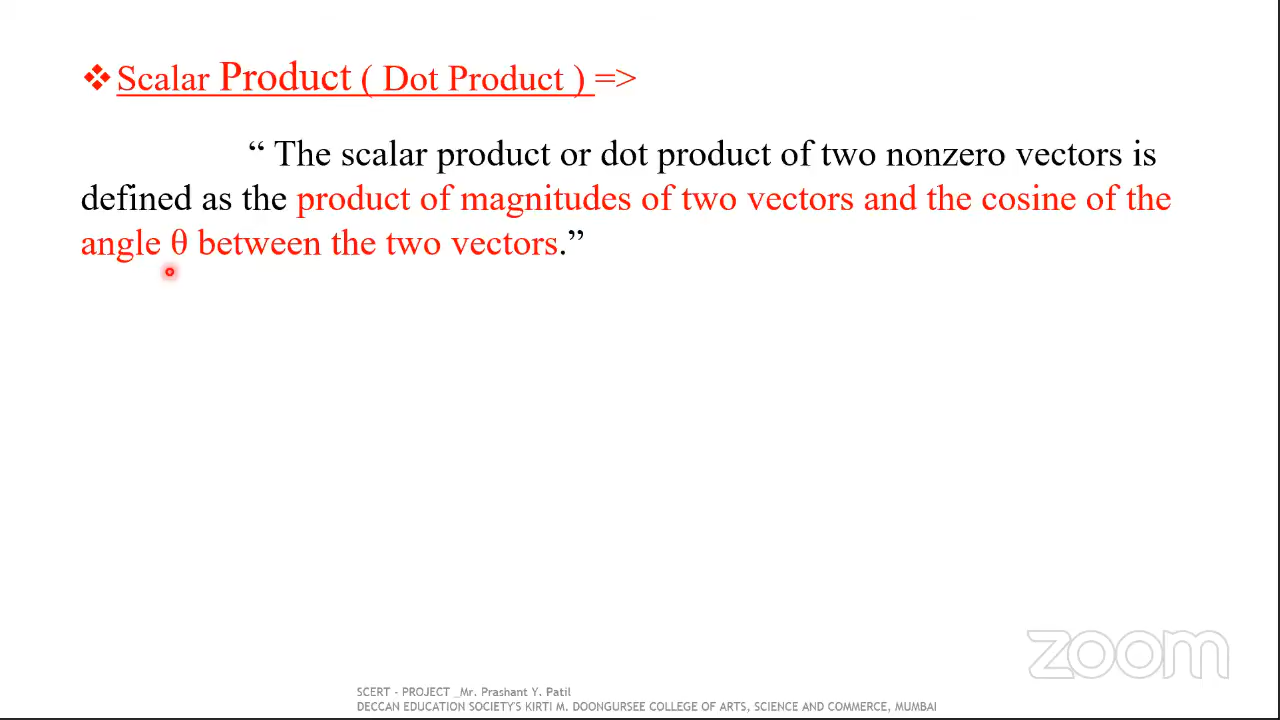 ❖ Scalar Product ( Dot Product ) =>
“ The scalar product or dot product of two nonzero vectors is
defined as the product of magnitudes of two vectors and the cosine of the
angle θ between the two vectors.”
zoom
SCERT - PROJECT _Mr. Prashant Y. Patil
DECCAN EDUCATION SOCIETY'S KIRTI M. DOONGURSEE COLLEGE OF ARTS, SCIENCE AND COMMERCE, MUMBAI